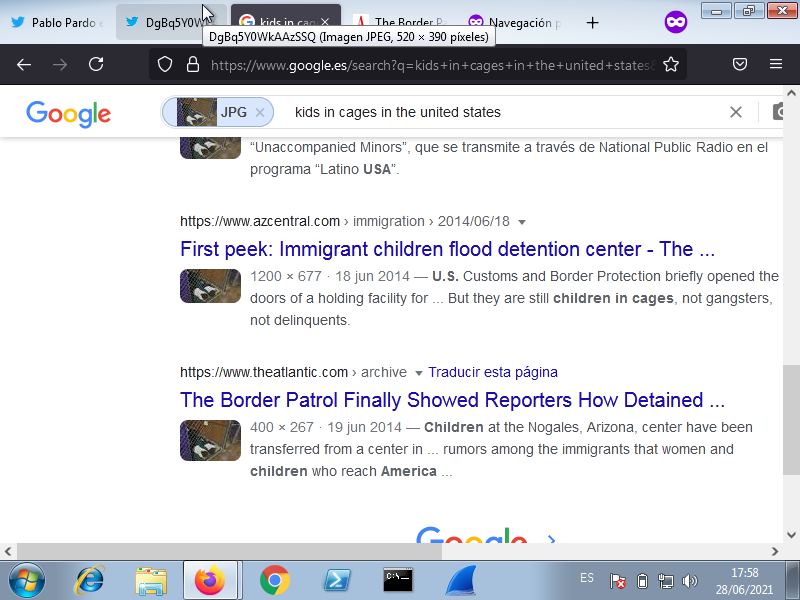 Pablo Pardo
DgBq5Y0W
kids in cag
The Border Pa
Navegación p
DgBq5Y0WkAAzSSQ (Imagen JPEG, 520 × 390 píxeles)
https://www.google.es/search?q=kids+in+cages+in+the+united+states&
Google
JPG
kids in cages in the united states
“Unaccompanied Minors”, que se transmite a través de National Public Radio en el
programa “Latino USA”.
https://www.azcentral.com › immigration › 2014/06/18
First peek: Immigrant children flood detention center - The ...
1200 × 677 · 18 jun 2014 — U.S. Customs and Border Protection briefly opened the
doors of a holding facility for ... But they are still children in cages, not gangsters,
not delinquents.
https://www.theatlantic.com › archive
Traducir esta página
The Border Patrol Finally Showed Reporters How Detained ...
400 × 267 · 19 jun 2014 — Children at the Nogales, Arizona, center have been
transferred from a center in ... rumors among the immigrants that women and
children who reach America ...
Google
C:\
ES
17:58
28/06/2021